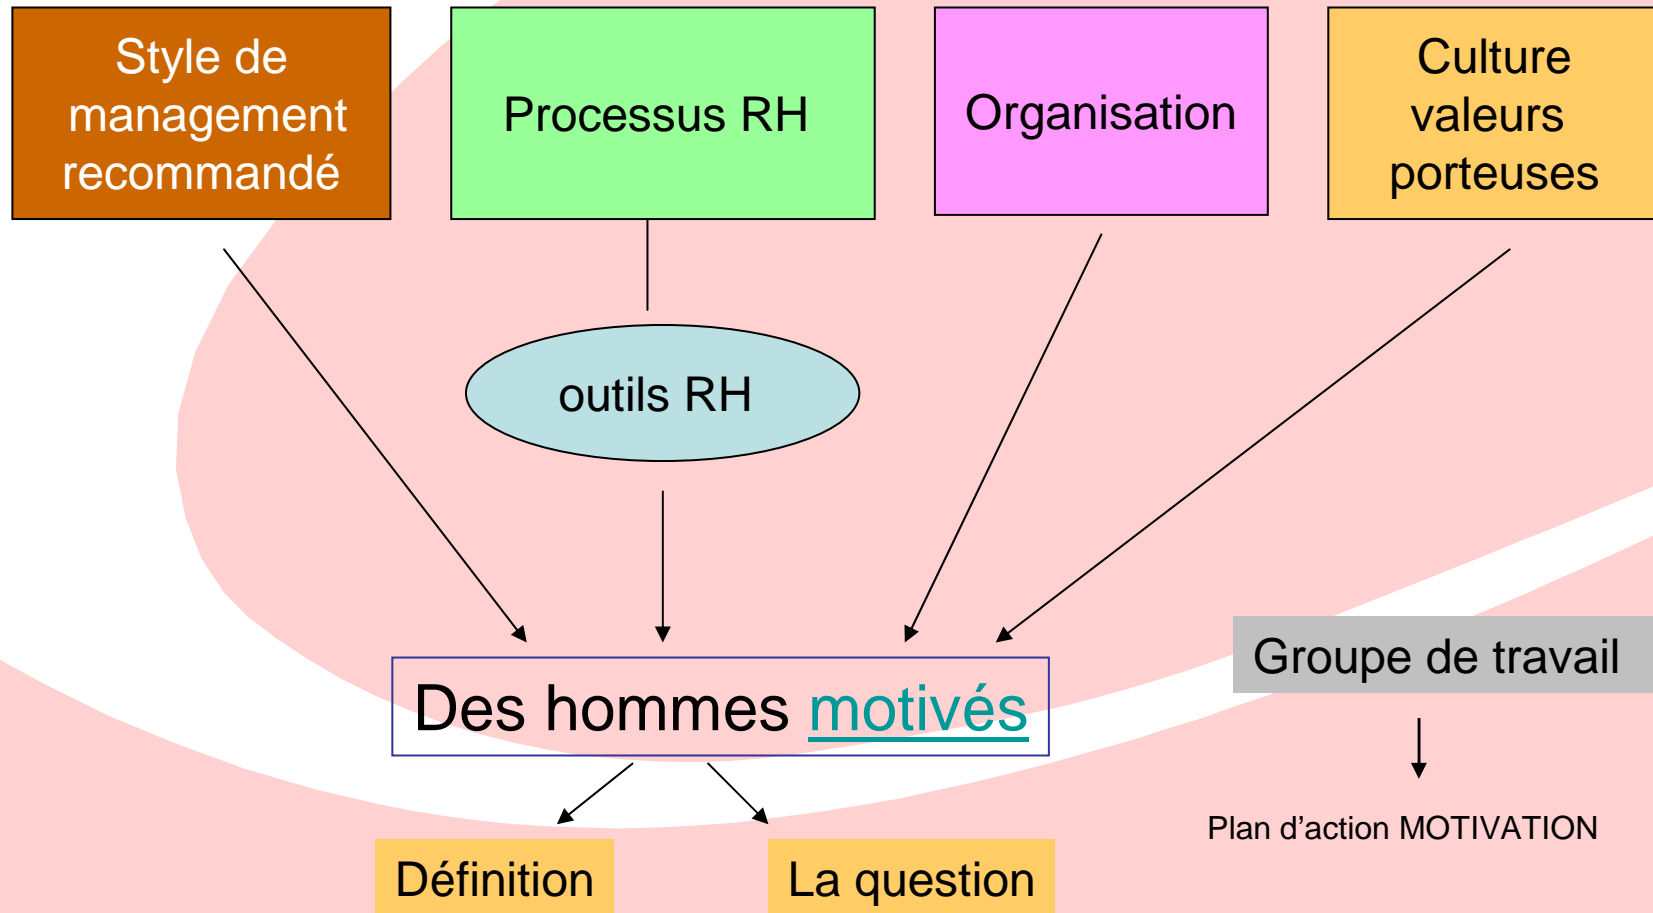 Style de
management
recommandé
Processus RH
Organisation
Culture
valeurs
porteuses
outils RH
Des hommes motivés
Groupe de travail
Plan d’action MOTIVATION
Définition
La question